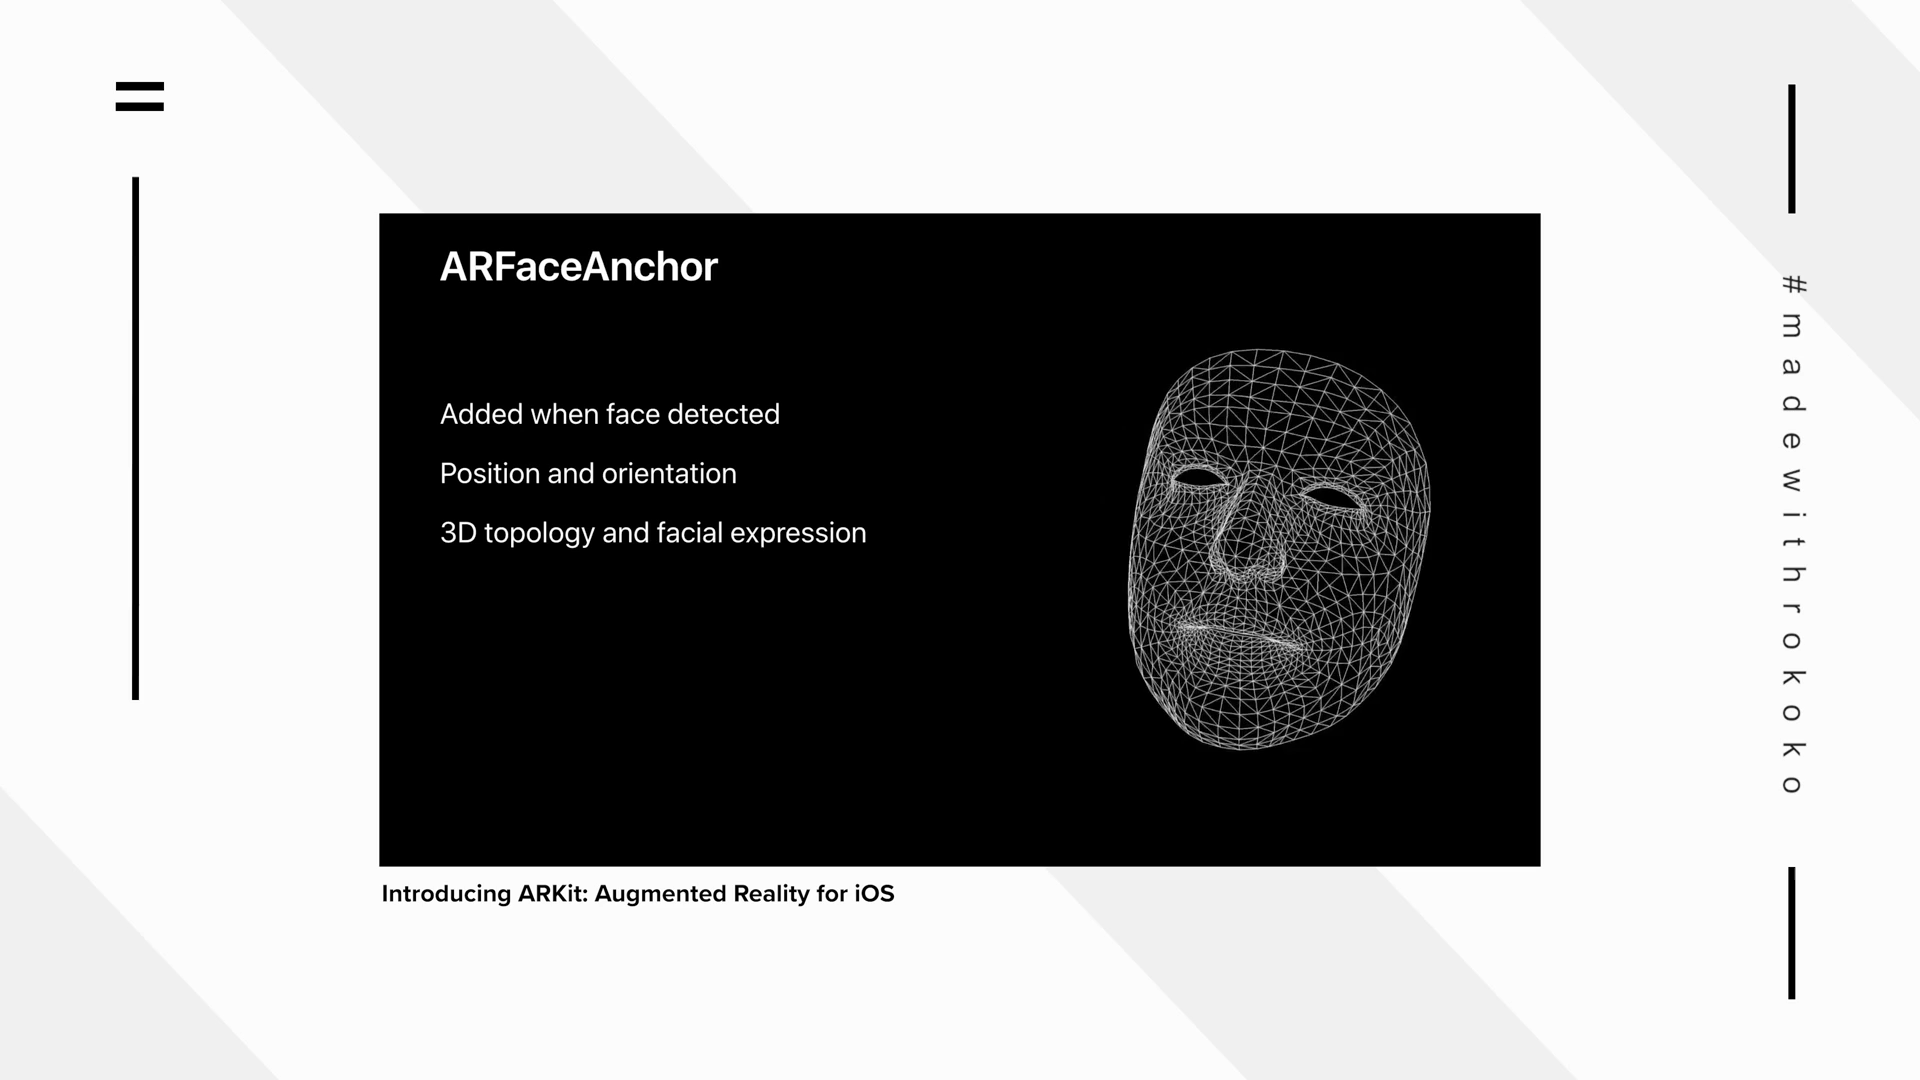 ARFaceAnchor
Added when face detected
Position and orientation
3D topology and facial expression
Introducing ARKit: Augmented Reality for iOS
#madewithrokoko